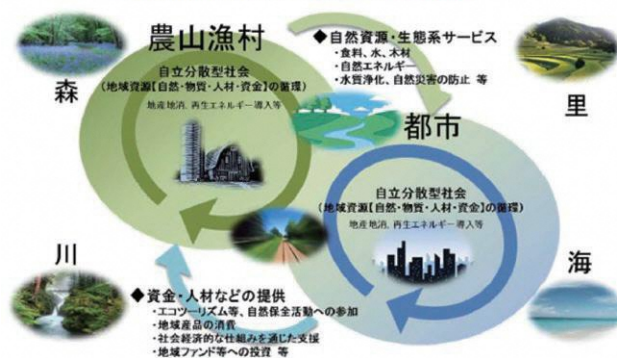 農山漁村
◆自然資源・生態系サービス
・食料、水、木材
・自然エネルギー
・水質浄化、自然災害の防止 等
森
自立分散型社会
(地域資源【自然・物質・人材・資金】の循環)
地産地消、再生エネルギー導入等
里
都市
自立分散型社会
(地域資源【自然・物質・人材・資金】の循環)
地産地消、再生エネルギー導入等
川
海
◆資金・人材などの提供
・エコツーリズム等、自然保全活動への参加
・地域産品の消費
・社会経済的な仕組みを通じた支援
・地域ファンド等への投資 等